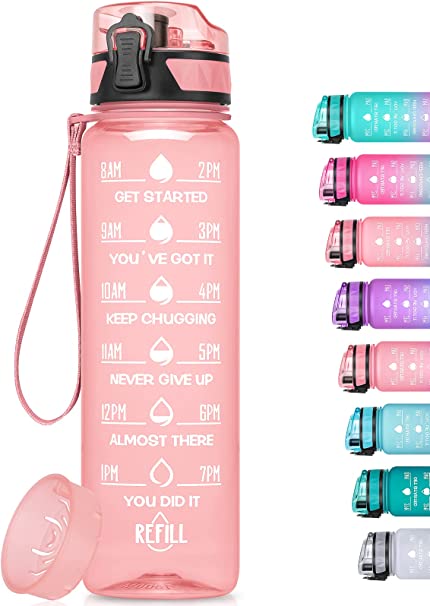 8AM 2PM
GET STARTED
9AM 3PM
YOU'VE GOT IT
10AM 4PM
KEEP CHUGGING
11AM 5PM
NEVER GIVE UP
12PM 6PM
ALMOST THERE
1PM 7PM
YOU DID IT
REFILL